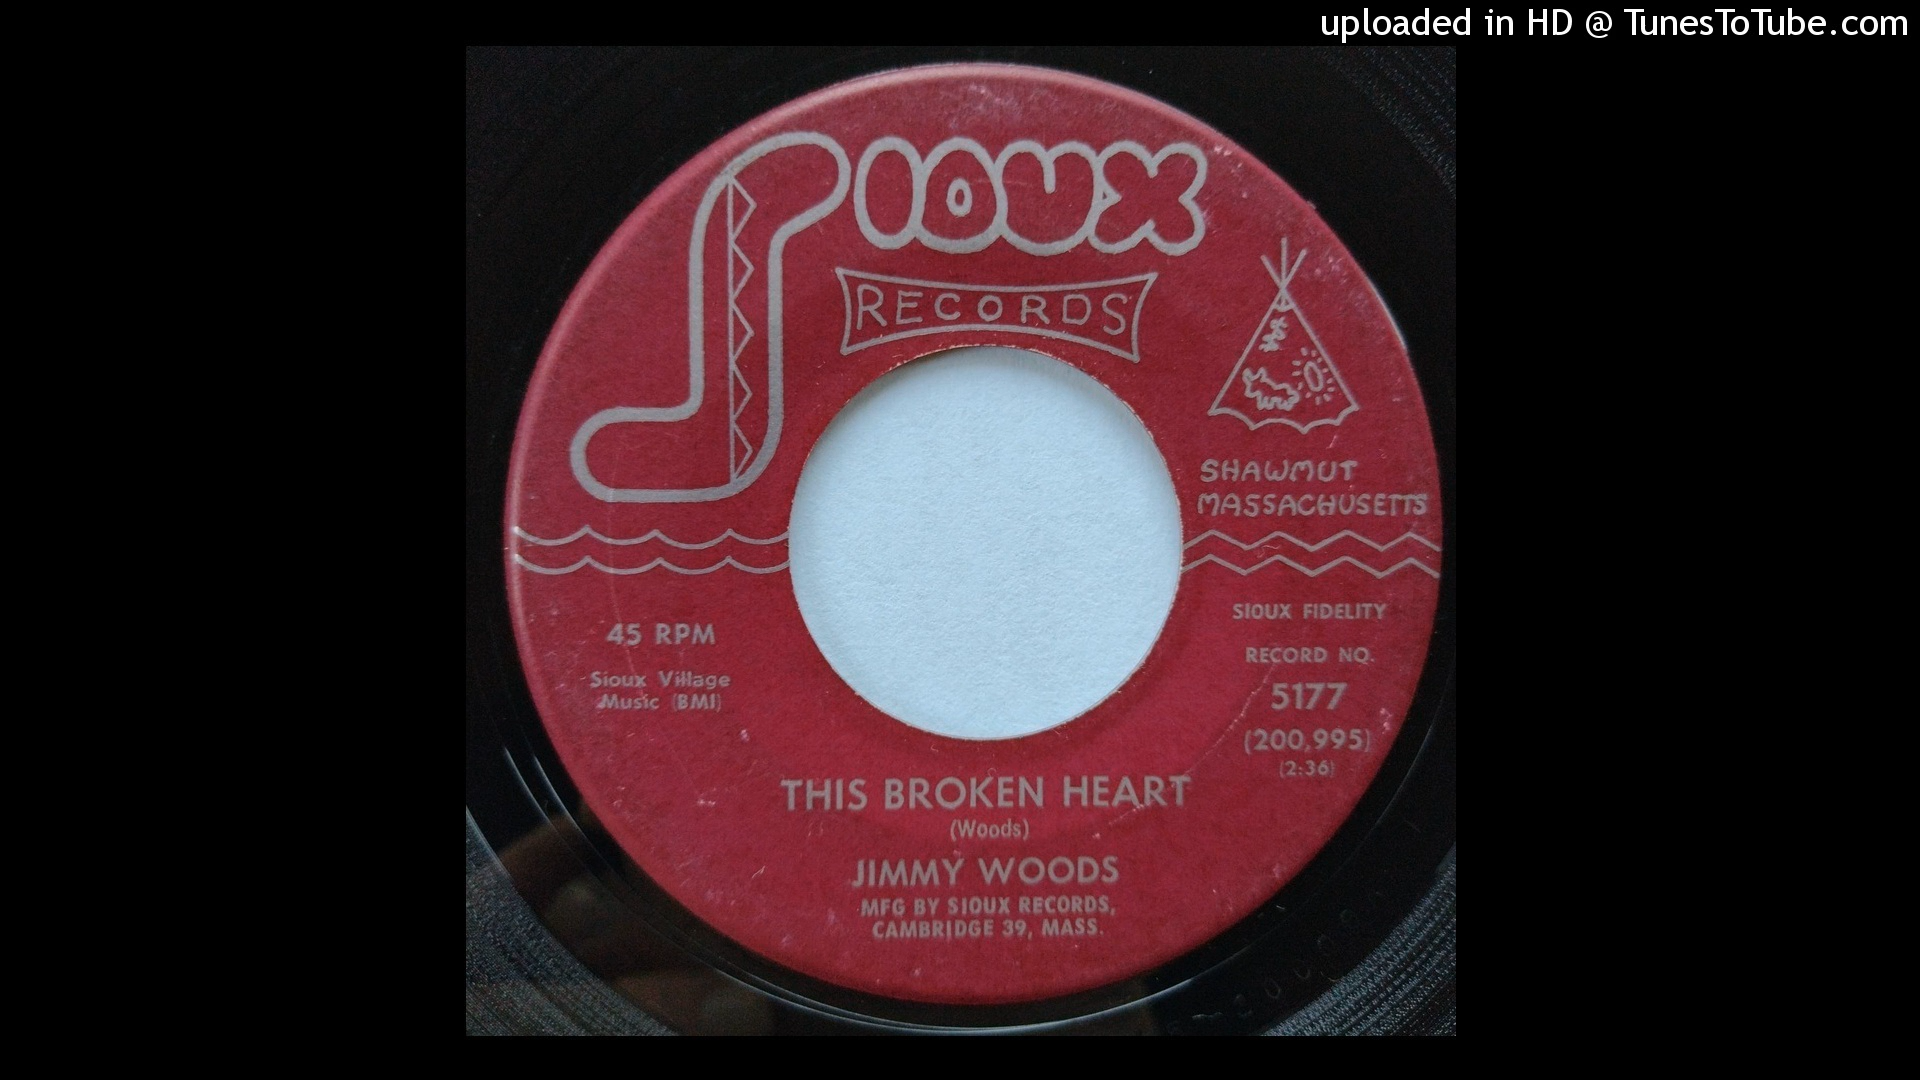 uploaded in HD @ TunesToTube.com
Sioux
RECORDS
SHAWMUT
MASSACHUSETTS
45 RPM
Sioux Village
Music (BMI)
SIOUX FIDELITY
RECORD NO.
5177
(200,995)
(2:36)
THIS BROKEN HEART
(Woods)
JIMMY WOODS
MFG BY SIOUX RECORDS,
CAMBRIDGE 39, MASS.